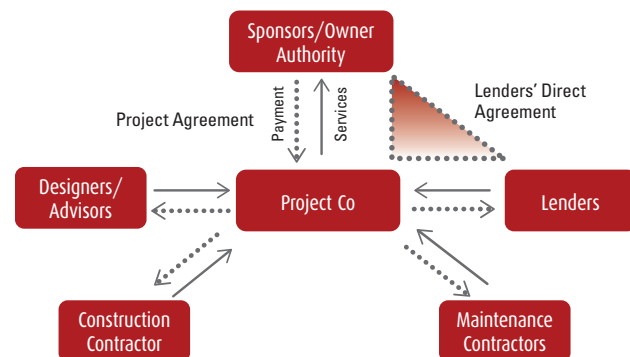 Sponsors/Owner
Authority
Project Agreement
Payment
Services
Lenders’ Direct
Agreement
Designers/
Advisors
Project Co
Lenders
Construction
Contractor
Maintenance
Contractors